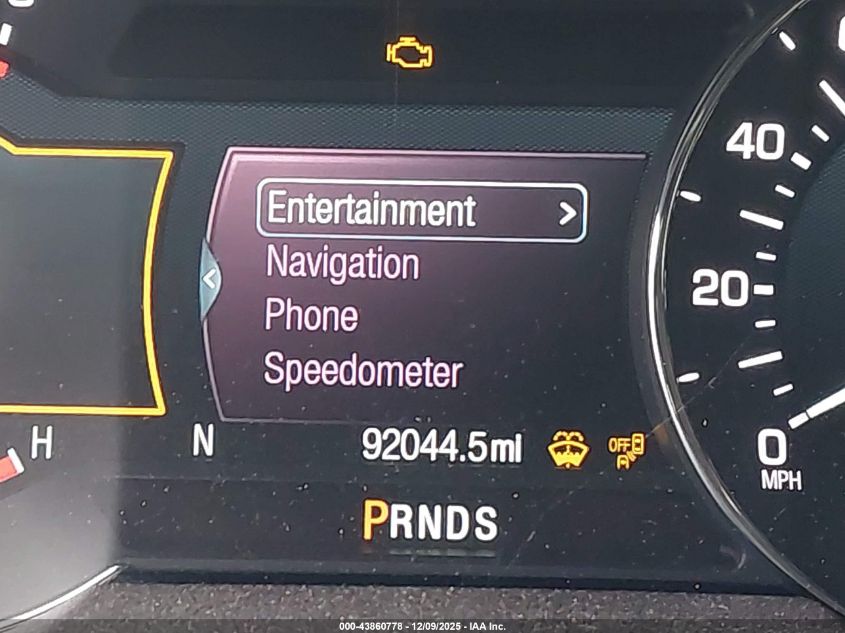 40
Entertainment >
Navigation
<
20
Phone
Speedometer
H
N
92044.5mi
OFF
0
MPH
PRNDS
000-43860778 - 12/09/2025 - IAA Inc.